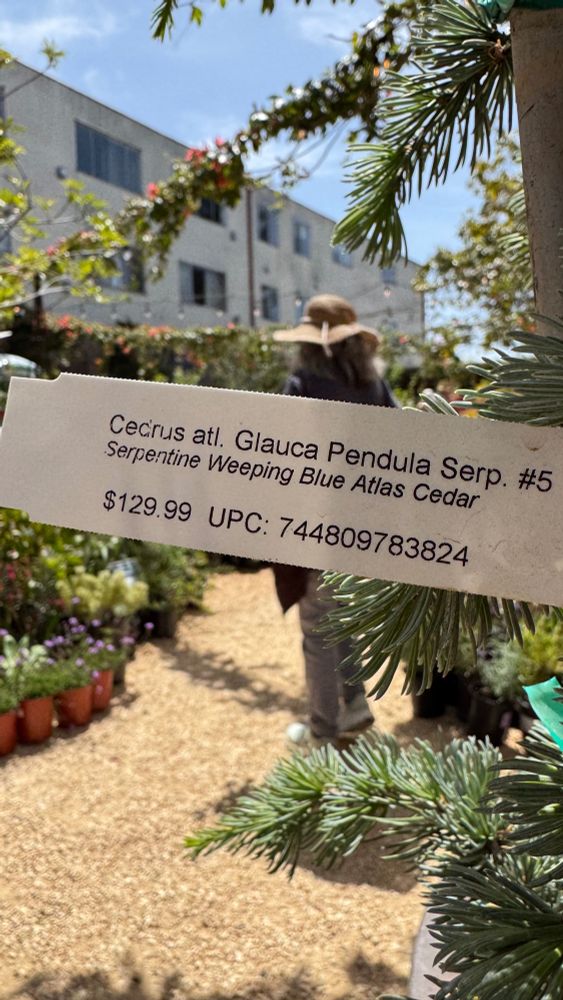 Cedrus atl. Glauca Pendula Serp. #5
Serpentine Weeping Blue Atlas Cedar
$129.99 UPC: 744809783824